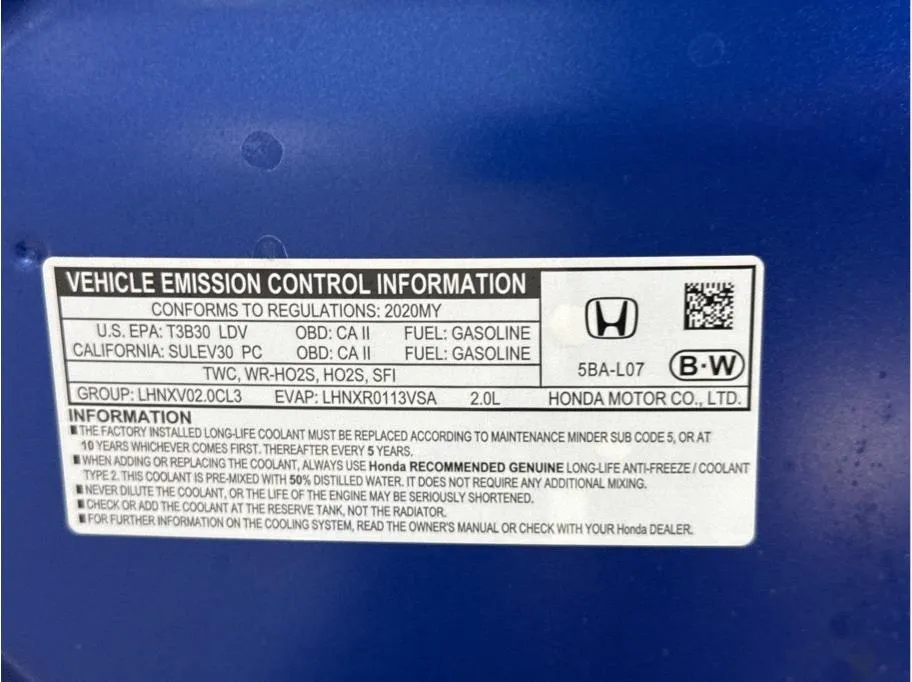 VEHICLE EMISSION CONTROL INFORMATION
CONFORMS TO REGULATIONS: 2020MY
U.S. EPA: T3B30 LDV OBD: CA II FUEL: GASOLINE
CALIFORNIA: SULEV30 PC OBD: CA II FUEL: GASOLINE
TWC, WR-HO2S, HO2S, SFI
5BA-L07 B·W
GROUP: LHNXV02.0CL3 EVAP: LHNXR0113VSA 2.0L HONDA MOTOR CO., LTD.
INFORMATION
THE FACTORY INSTALLED LONG-LIFE COOLANT MUST BE REPLACED ACCORDING TO MAINTENANCE MINDER SUB CODE 5, OR AT
10 YEARS WHICHEVER COMES FIRST. THEREAFTER EVERY 5 YEARS.
WHEN ADDING OR REPLACING THE COOLANT, ALWAYS USE Honda RECOMMENDED GENUINE LONG-LIFE ANTI-FREEZE / COOLANT
TYPE 2. THIS COOLANT IS PRE-MIXED WITH 50% DISTILLED WATER. IT DOES NOT REQUIRE ANY ADDITIONAL MIXING.
NEVER DILUTE THE COOLANT, OR THE LIFE OF THE ENGINE MAY BE SERIOUSLY SHORTENED.
CHECK OR ADD THE COOLANT AT THE RESERVE TANK, NOT THE RADIATOR.
FOR FURTHER INFORMATION ON THE COOLING SYSTEM, READ THE OWNER'S MANUAL OR CHECK WITH YOUR Honda DEALER.